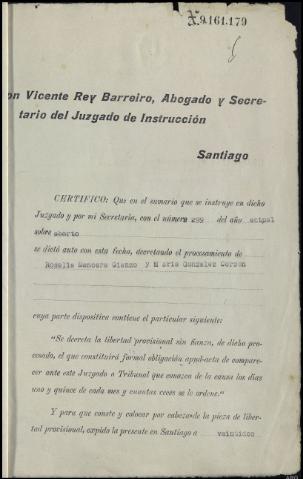 X.9.161.179
on Vicente Rey Barreiro, Abogado y Secre-
tario del Juzgado de Instrucción
Santiago
CERTIFICO: Que en el sumario que se instruye en dicho
Juzgado y por mi Secretaría, con el número 299 del año actual
sobre aborto
se dictó auto con esta fecha, decretando el procesamiento de
Roselia Mancara y Maria Gonzalez
cuya parte dispositiva contiene el particular siguiente:
"Se decreta la libertad provisional sin fianza, de dicho pro-
cesado, el que constituirá formal obligación apud-acta de compare-
cer ante este Juzgado o Tribunal que conozca de la causa los días
uno y quince de cada mes y cuantas veces se le ordene."
Y para que conste y colocar por cabeza de la pieza de liber-
tad provisional, expido la presente en Santiago a veintidos